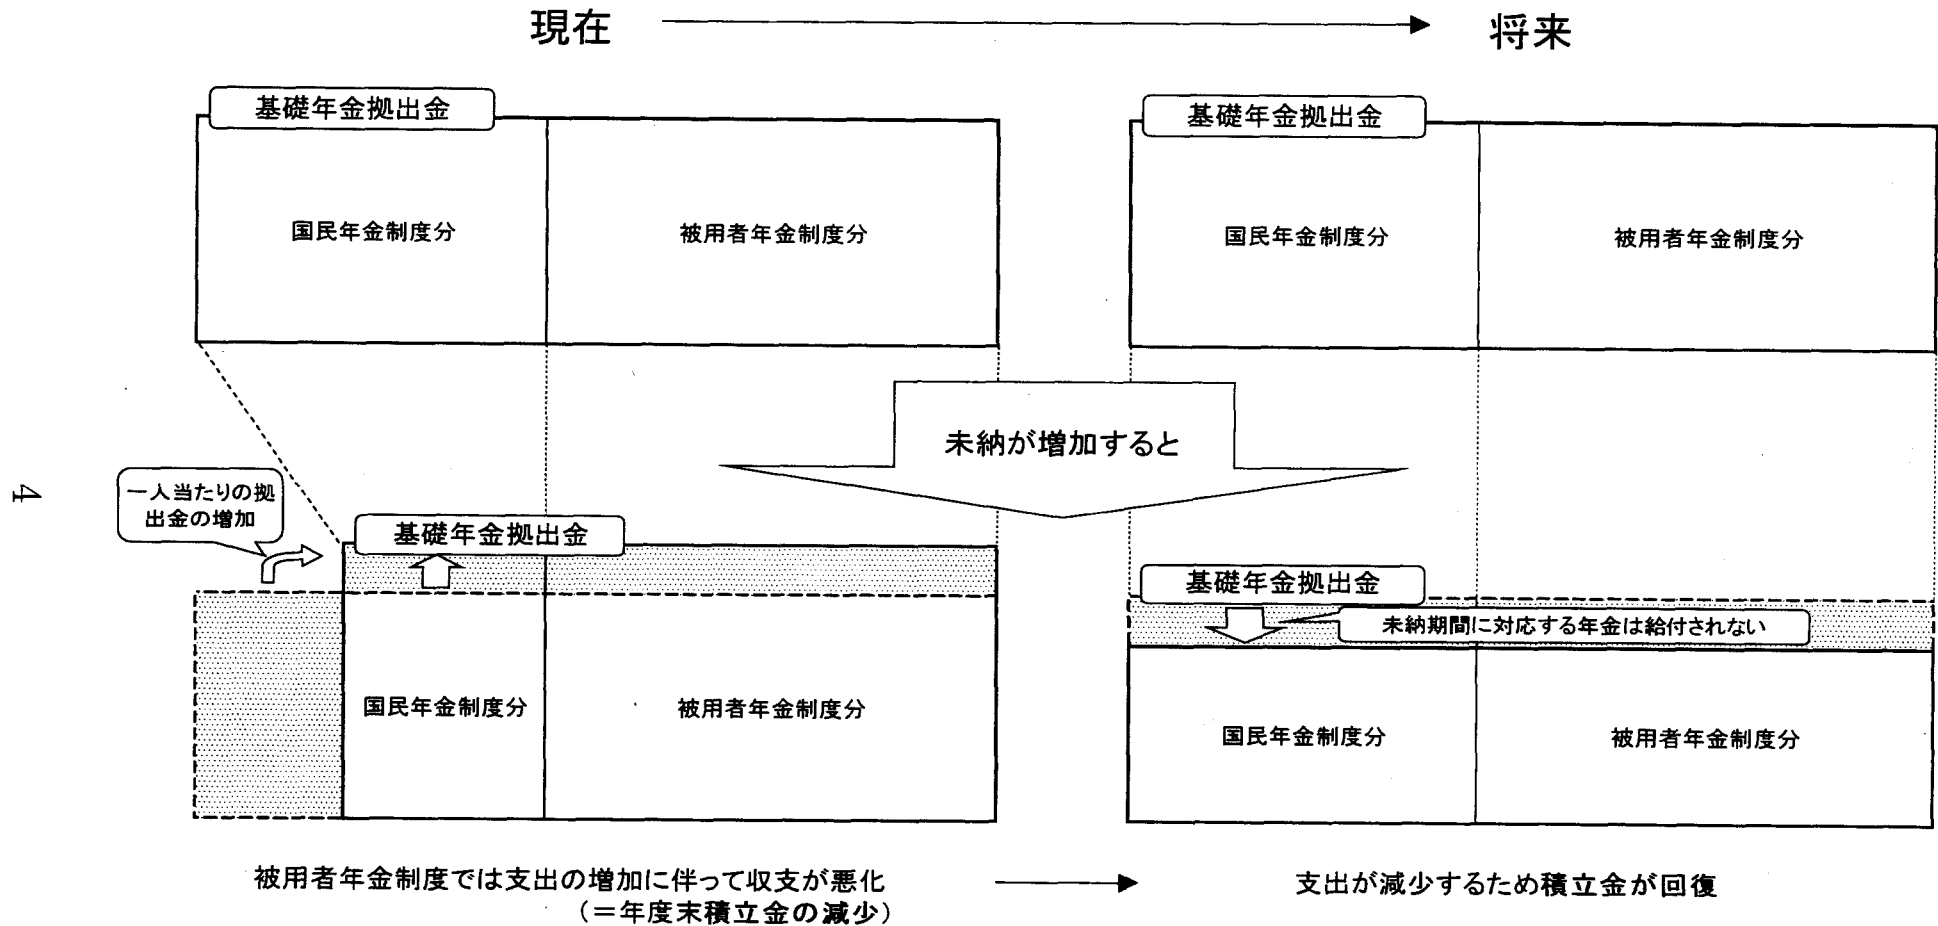 現在
将来
基礎年金拠出金
国民年金制度分
被用者年金制度分
基礎年金拠出金
国民年金制度分
被用者年金制度分
未納が増加すると
一人当たりの拠
出金の増加
基礎年金拠出金
国民年金制度分
被用者年金制度分
基礎年金拠出金
未納期間に対応する年金は給付されない
国民年金制度分
被用者年金制度分
被用者年金制度では支出の増加に伴って収支が悪化
（＝年度末積立金の減少）
支出が減少するため積立金が回復
4